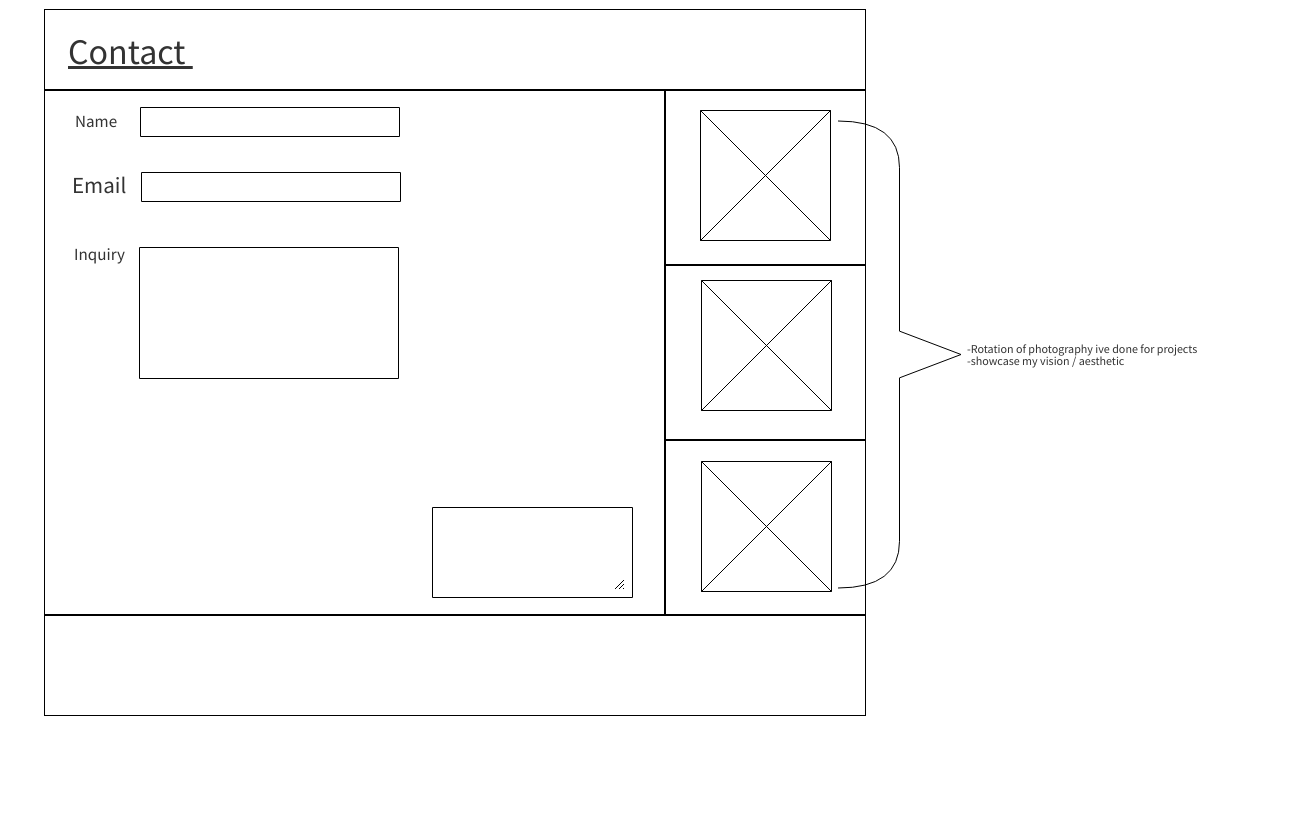 Contact
Name
Email
Inquiry
-Rotation of photography ive done for projects
-showcase my vision / aesthetic